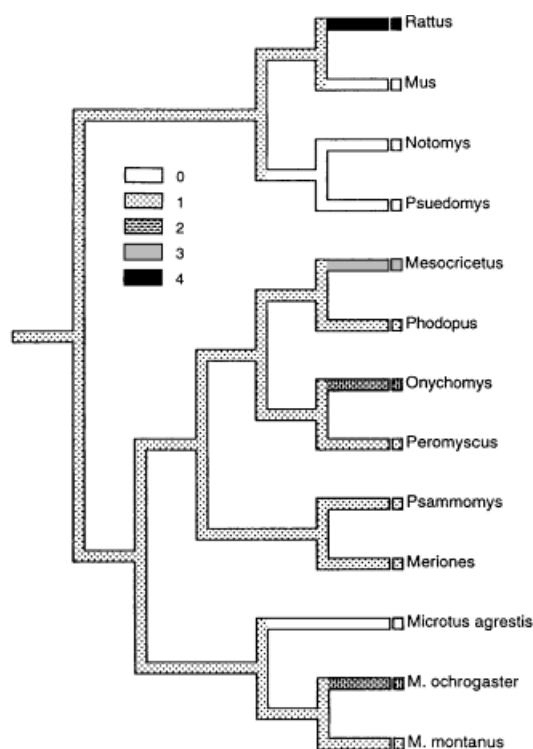 Rattus
Mus
Notomys
Psuedomys
0
1
2
3
4
Mesocricetus
Phodopus
Onychomys
Peromyscus
Psammomys
Meriones
Microtus agrestis
M. ochrogaster
M. montanus